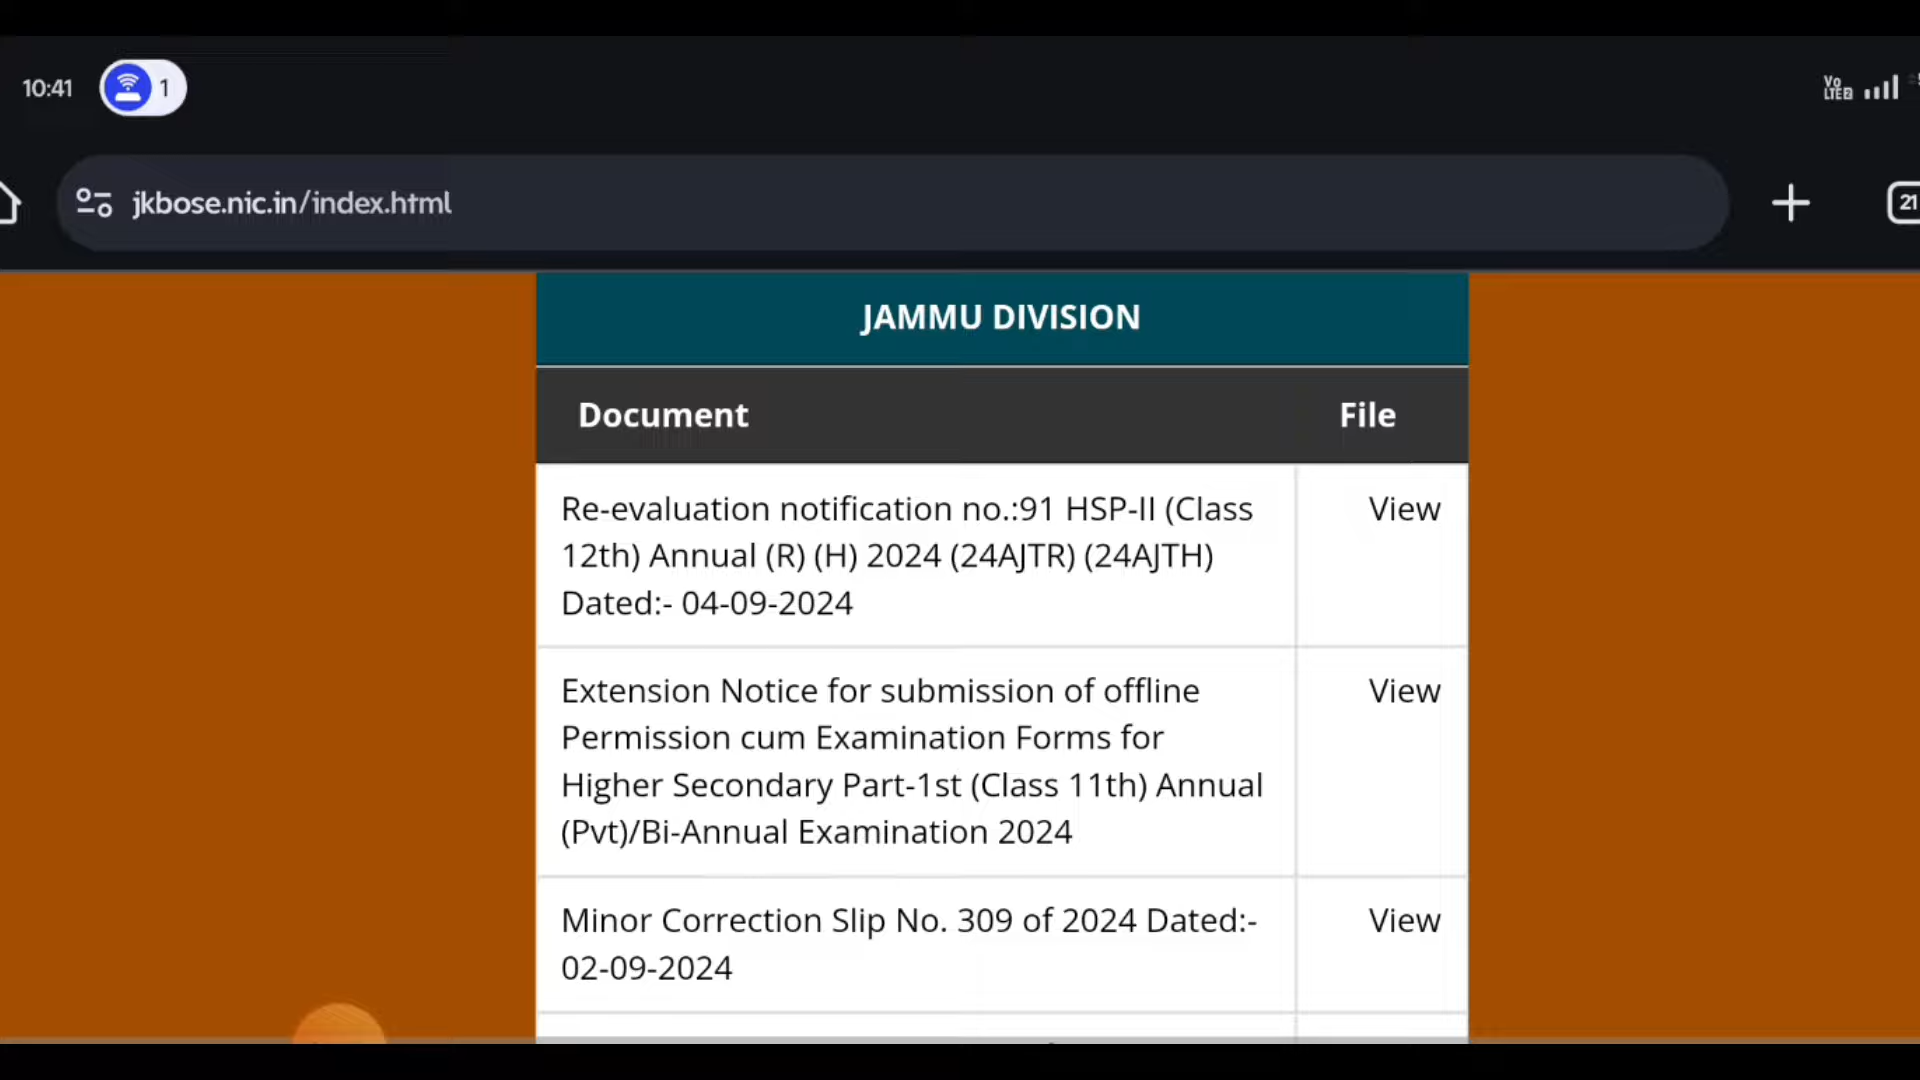 10:41
1
Vo
LTE2
jkbose.nic.in/index.html
21
JAMMU DIVISION
Document
File
Re-evaluation notification no.:91 HSP-II (Class
12th) Annual (R) (H) 2024 (24AJTR) (24AJTH)
Dated:- 04-09-2024
View
Extension Notice for submission of offline
Permission cum Examination Forms for
Higher Secondary Part-1st (Class 11th) Annual
(Pvt)/Bi-Annual Examination 2024
View
Minor Correction Slip No. 309 of 2024 Dated:-
02-09-2024
View